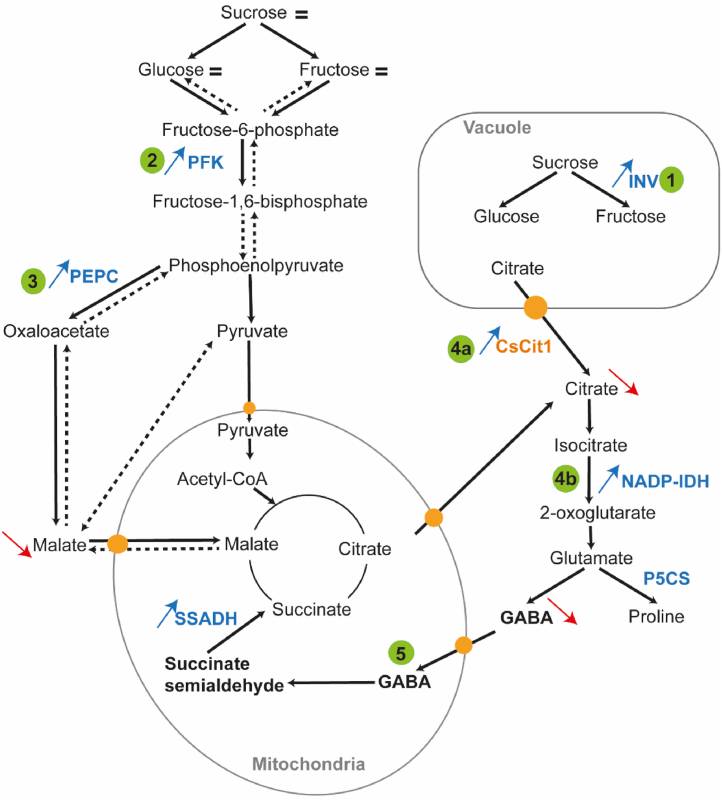 Sucrose =
Glucose =
Fructose =
Fructose-6-phosphate
2 PFK
Fructose-1,6-bisphosphate
Phosphoenolpyruvate
3 PEPC
Oxaloacetate
Pyruvate
Pyruvate
Acetyl-CoA
Malate
Malate
Citrate
Succinate
SSADH
Succinate
semialdehyde
GABA
5
Mitochondria
Vacuole
Sucrose
INV 1
Glucose
Fructose
Citrate
4a CsCit1
Citrate
Isocitrate
4b NADP-IDH
2-oxoglutarate
Glutamate
P5CS
GABA
Proline